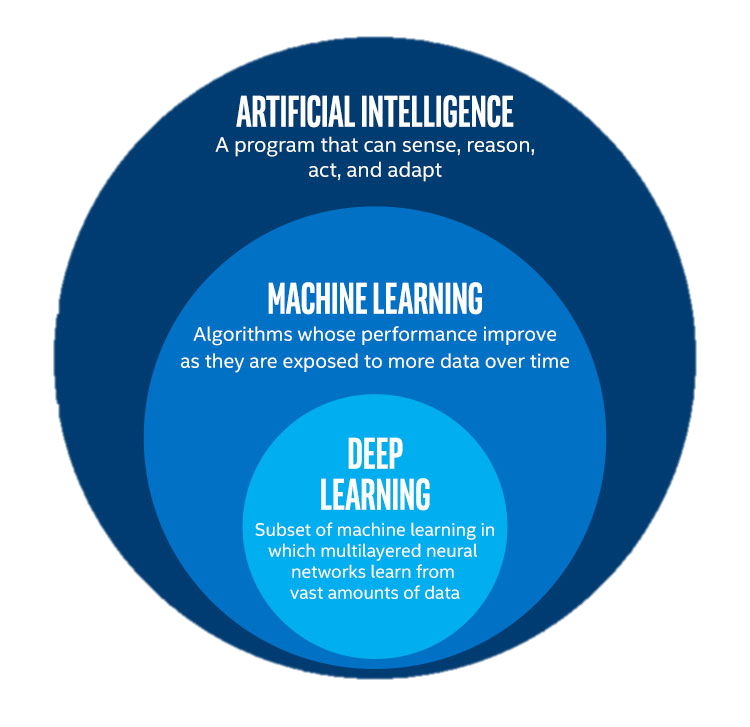 ARTIFICIAL INTELLIGENCE
A program that can sense, reason,
act, and adapt
MACHINE LEARNING
Algorithms whose performance improve
as they are exposed to more data over time
DEEP
LEARNING
Subset of machine learning in
which multilayered neural
networks learn from
vast amounts of data